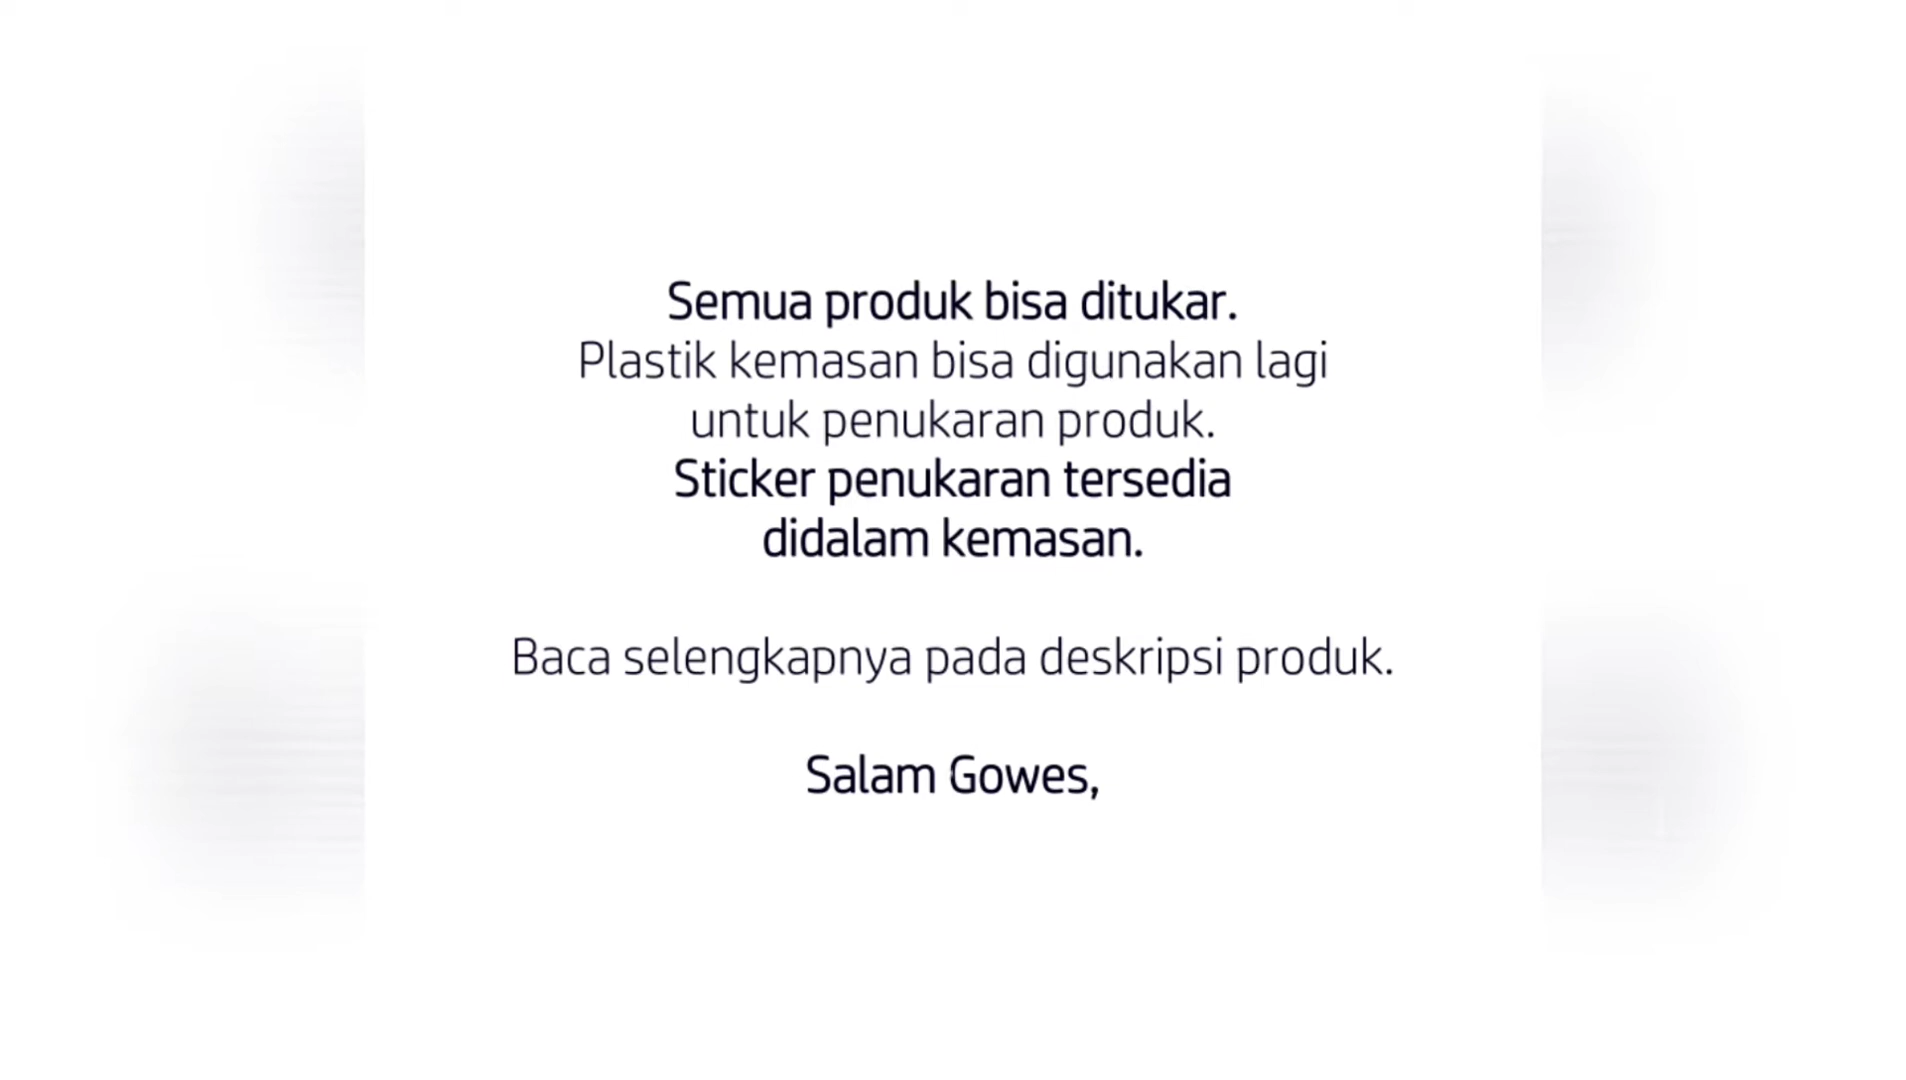 Semua produk bisa ditukar.
Plastik kemasan bisa digunakan lagi
untuk penukaran produk.
Sticker penukaran tersedia
didalam kemasan.
Baca selengkapnya pada deskripsi produk.
Salam Gowes,